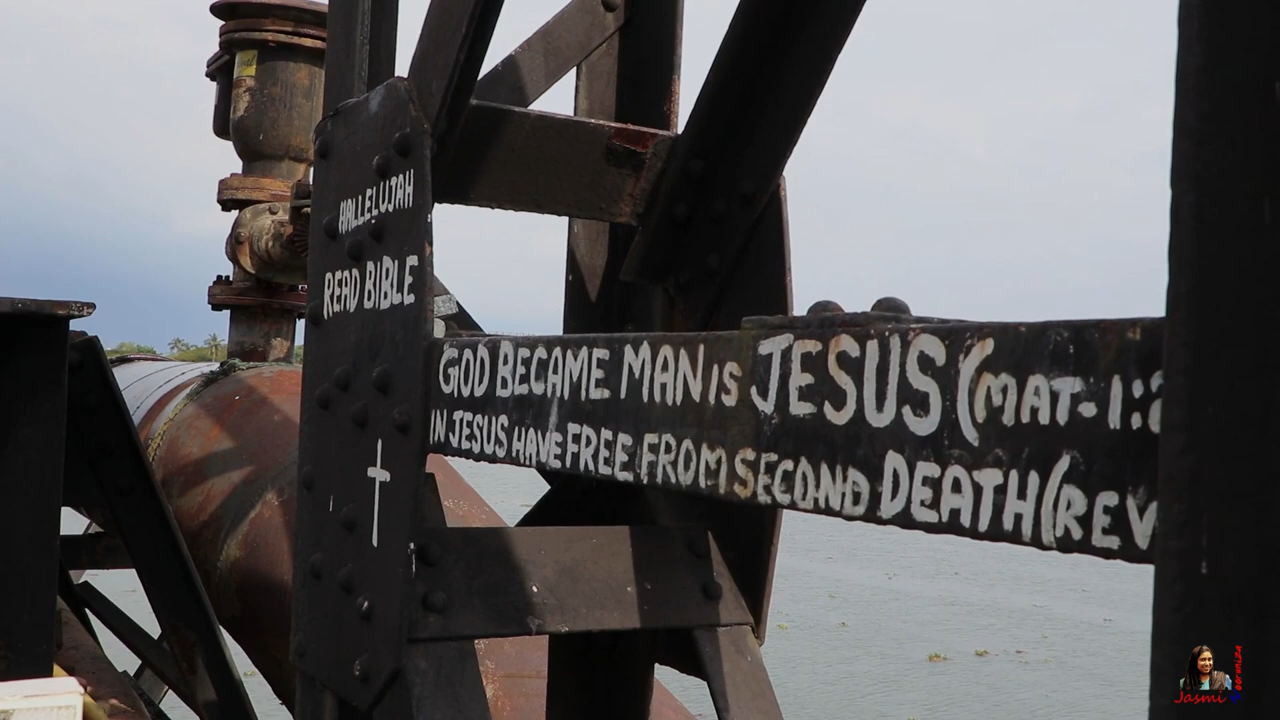 HALLELUJAH
READ BIBLE
GOD BECAME MAN IS JESUS (MAT-1:
IN JESUS HAVE FREE FROM SECOND DEATH (REV
Jasmi